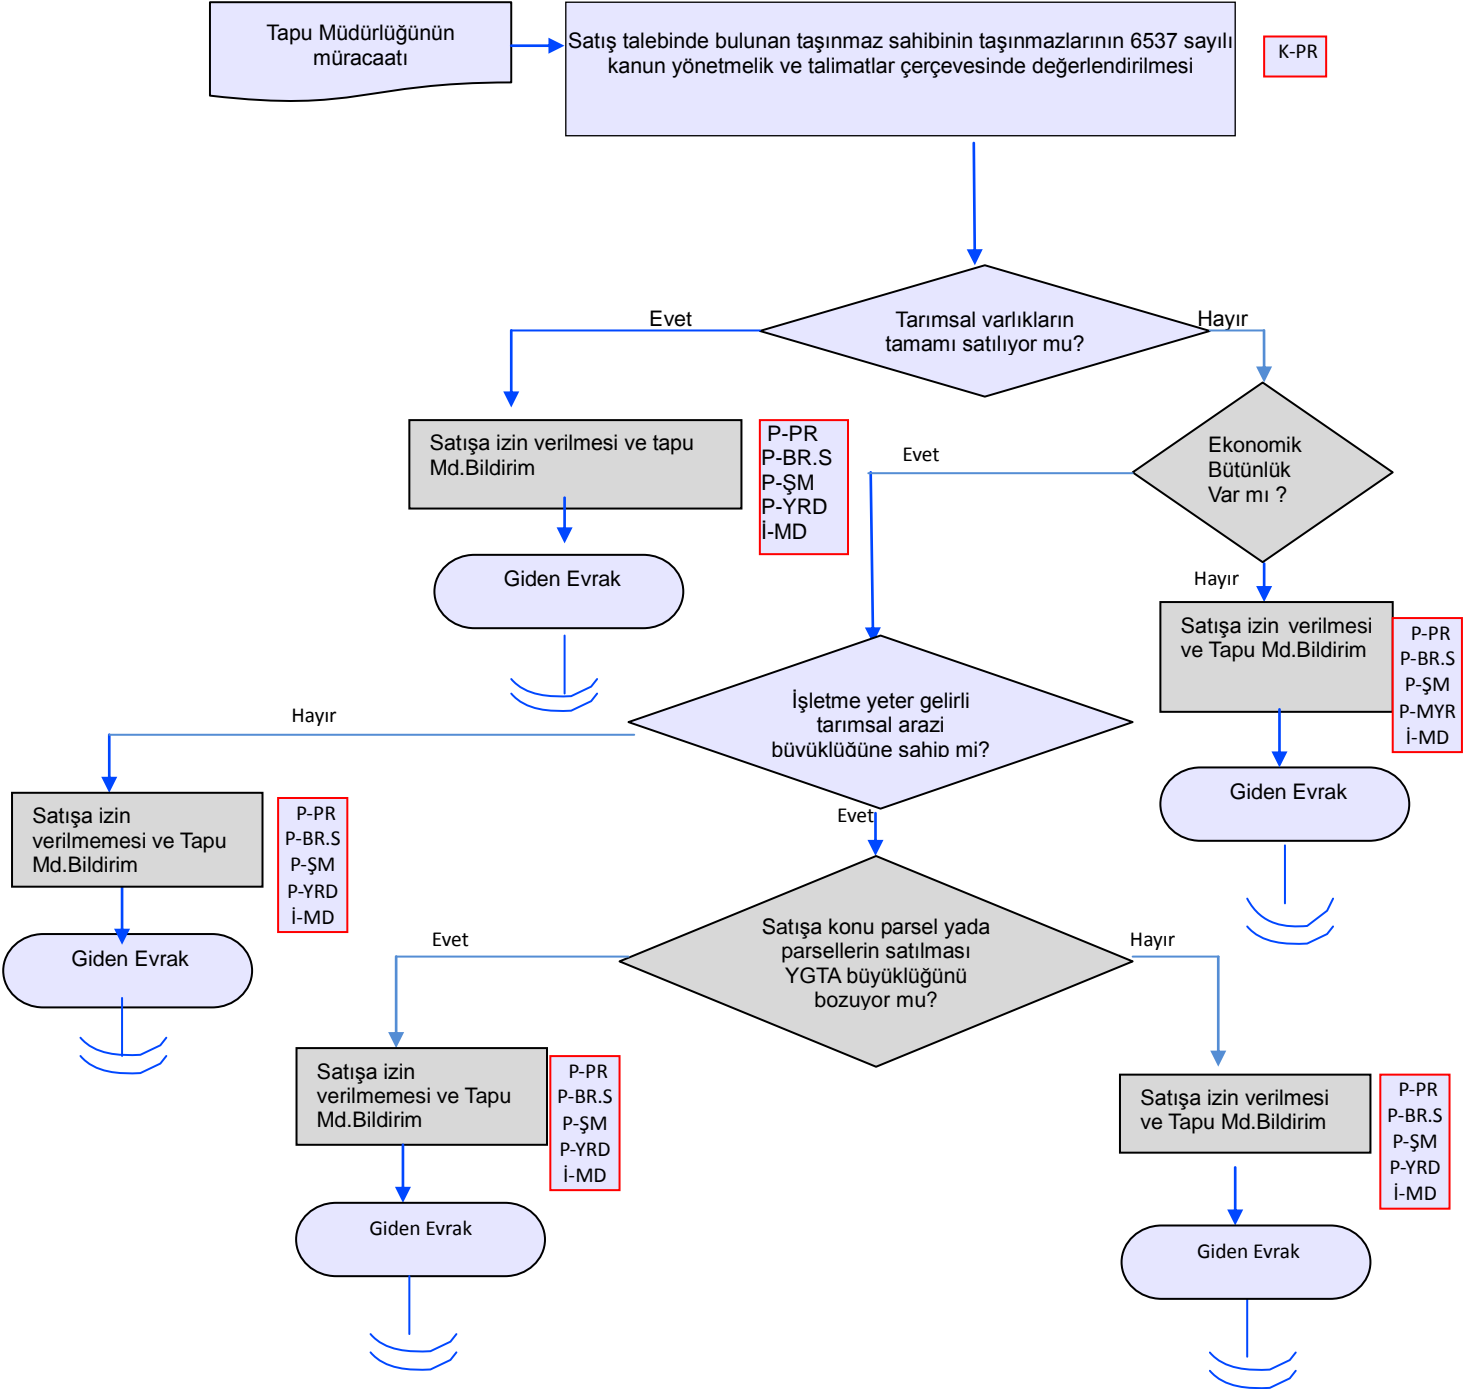 Tapu Müdürlüğünün
müracaatı
Satış talebinde bulunan taşınmaz sahibinin taşınmazlarının 6537 sayılı
kanun yönetmelik ve talimatlar çerçevesinde değerlendirilmesi
K-PR
Tarımsal varlıkların
tamamı satılıyor mu?
Evet
Hayır
Satışa izin verilmesi ve tapu
Md.Bildirim
P-PR
P-BR.S
P-ŞM
P-YRD
İ-MD
Giden Evrak
Ekonomik
Bütünlük
Var mı ?
Evet
Hayır
Satışa izin verilmesi
ve Tapu Md.Bildirim
P-PR
P-BR.S
P-ŞM
P-MYR
İ-MD
Giden Evrak
İşletme yeter gelirli
tarımsal arazi
büyüklüğüne sahip mi?
Hayır
Evet
Satışa izin
verilmemesi ve Tapu
Md.Bildirim
P-PR
P-BR.S
P-ŞM
P-YRD
İ-MD
Giden Evrak
Satışa konu parsel yada
parsellerin satılması
YGTA büyüklüğünü
bozuyor mu?
Evet
Hayır
Satışa izin
verilmemesi ve Tapu
Md.Bildirim
P-PR
P-BR.S
P-ŞM
P-YRD
İ-MD
Giden Evrak
Satışa izin verilmesi
ve Tapu Md.Bildirim
P-PR
P-BR.S
P-ŞM
P-YRD
İ-MD
Giden Evrak